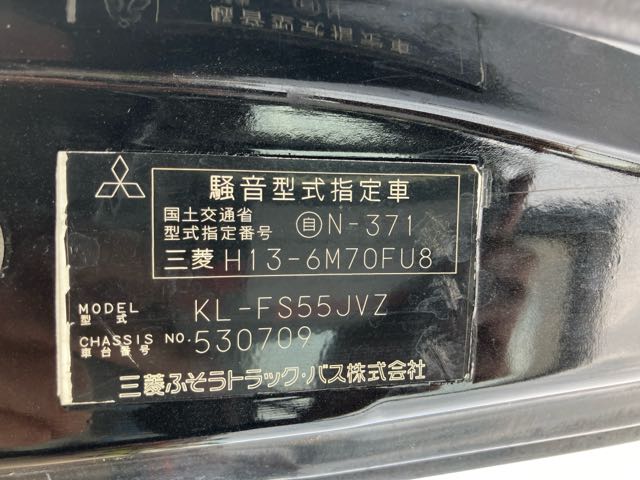 騒音型式指定車
国土交通省
型式指定番号 自N-371
三菱 H13-6M70FU8
MODEL
型式 KL-FS55JVZ
CHASSIS NO.
車台番号 530709
三菱ふそうトラック・バス株式会社